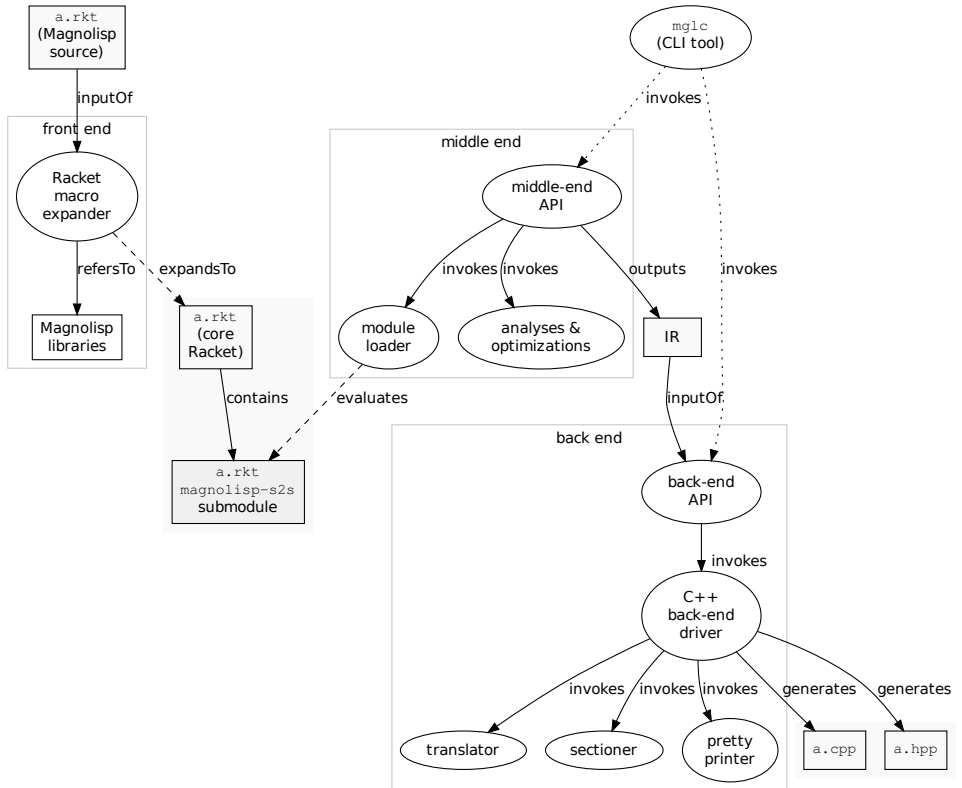 a.rkt
(Magnolisp
source)
mglc
(CLI tool)
inputOf
invokes
front end
middle end
Racket
macro
expander
middle-end
API
refersTo
expandsTo
invokes
invokes
outputs
invokes
Magnolisp
libraries
a.rkt
(core
Racket)
module
loader
analyses &
optimizations
IR
contains
evaluates
inputOf
back end
a.rkt
magnolisp-s2s
submodule
back-end
API
invokes
C++
back-end
driver
invokes
invokes
invokes
generates
generates
translator
sectioner
pretty
printer
a.cpp
a.hpp